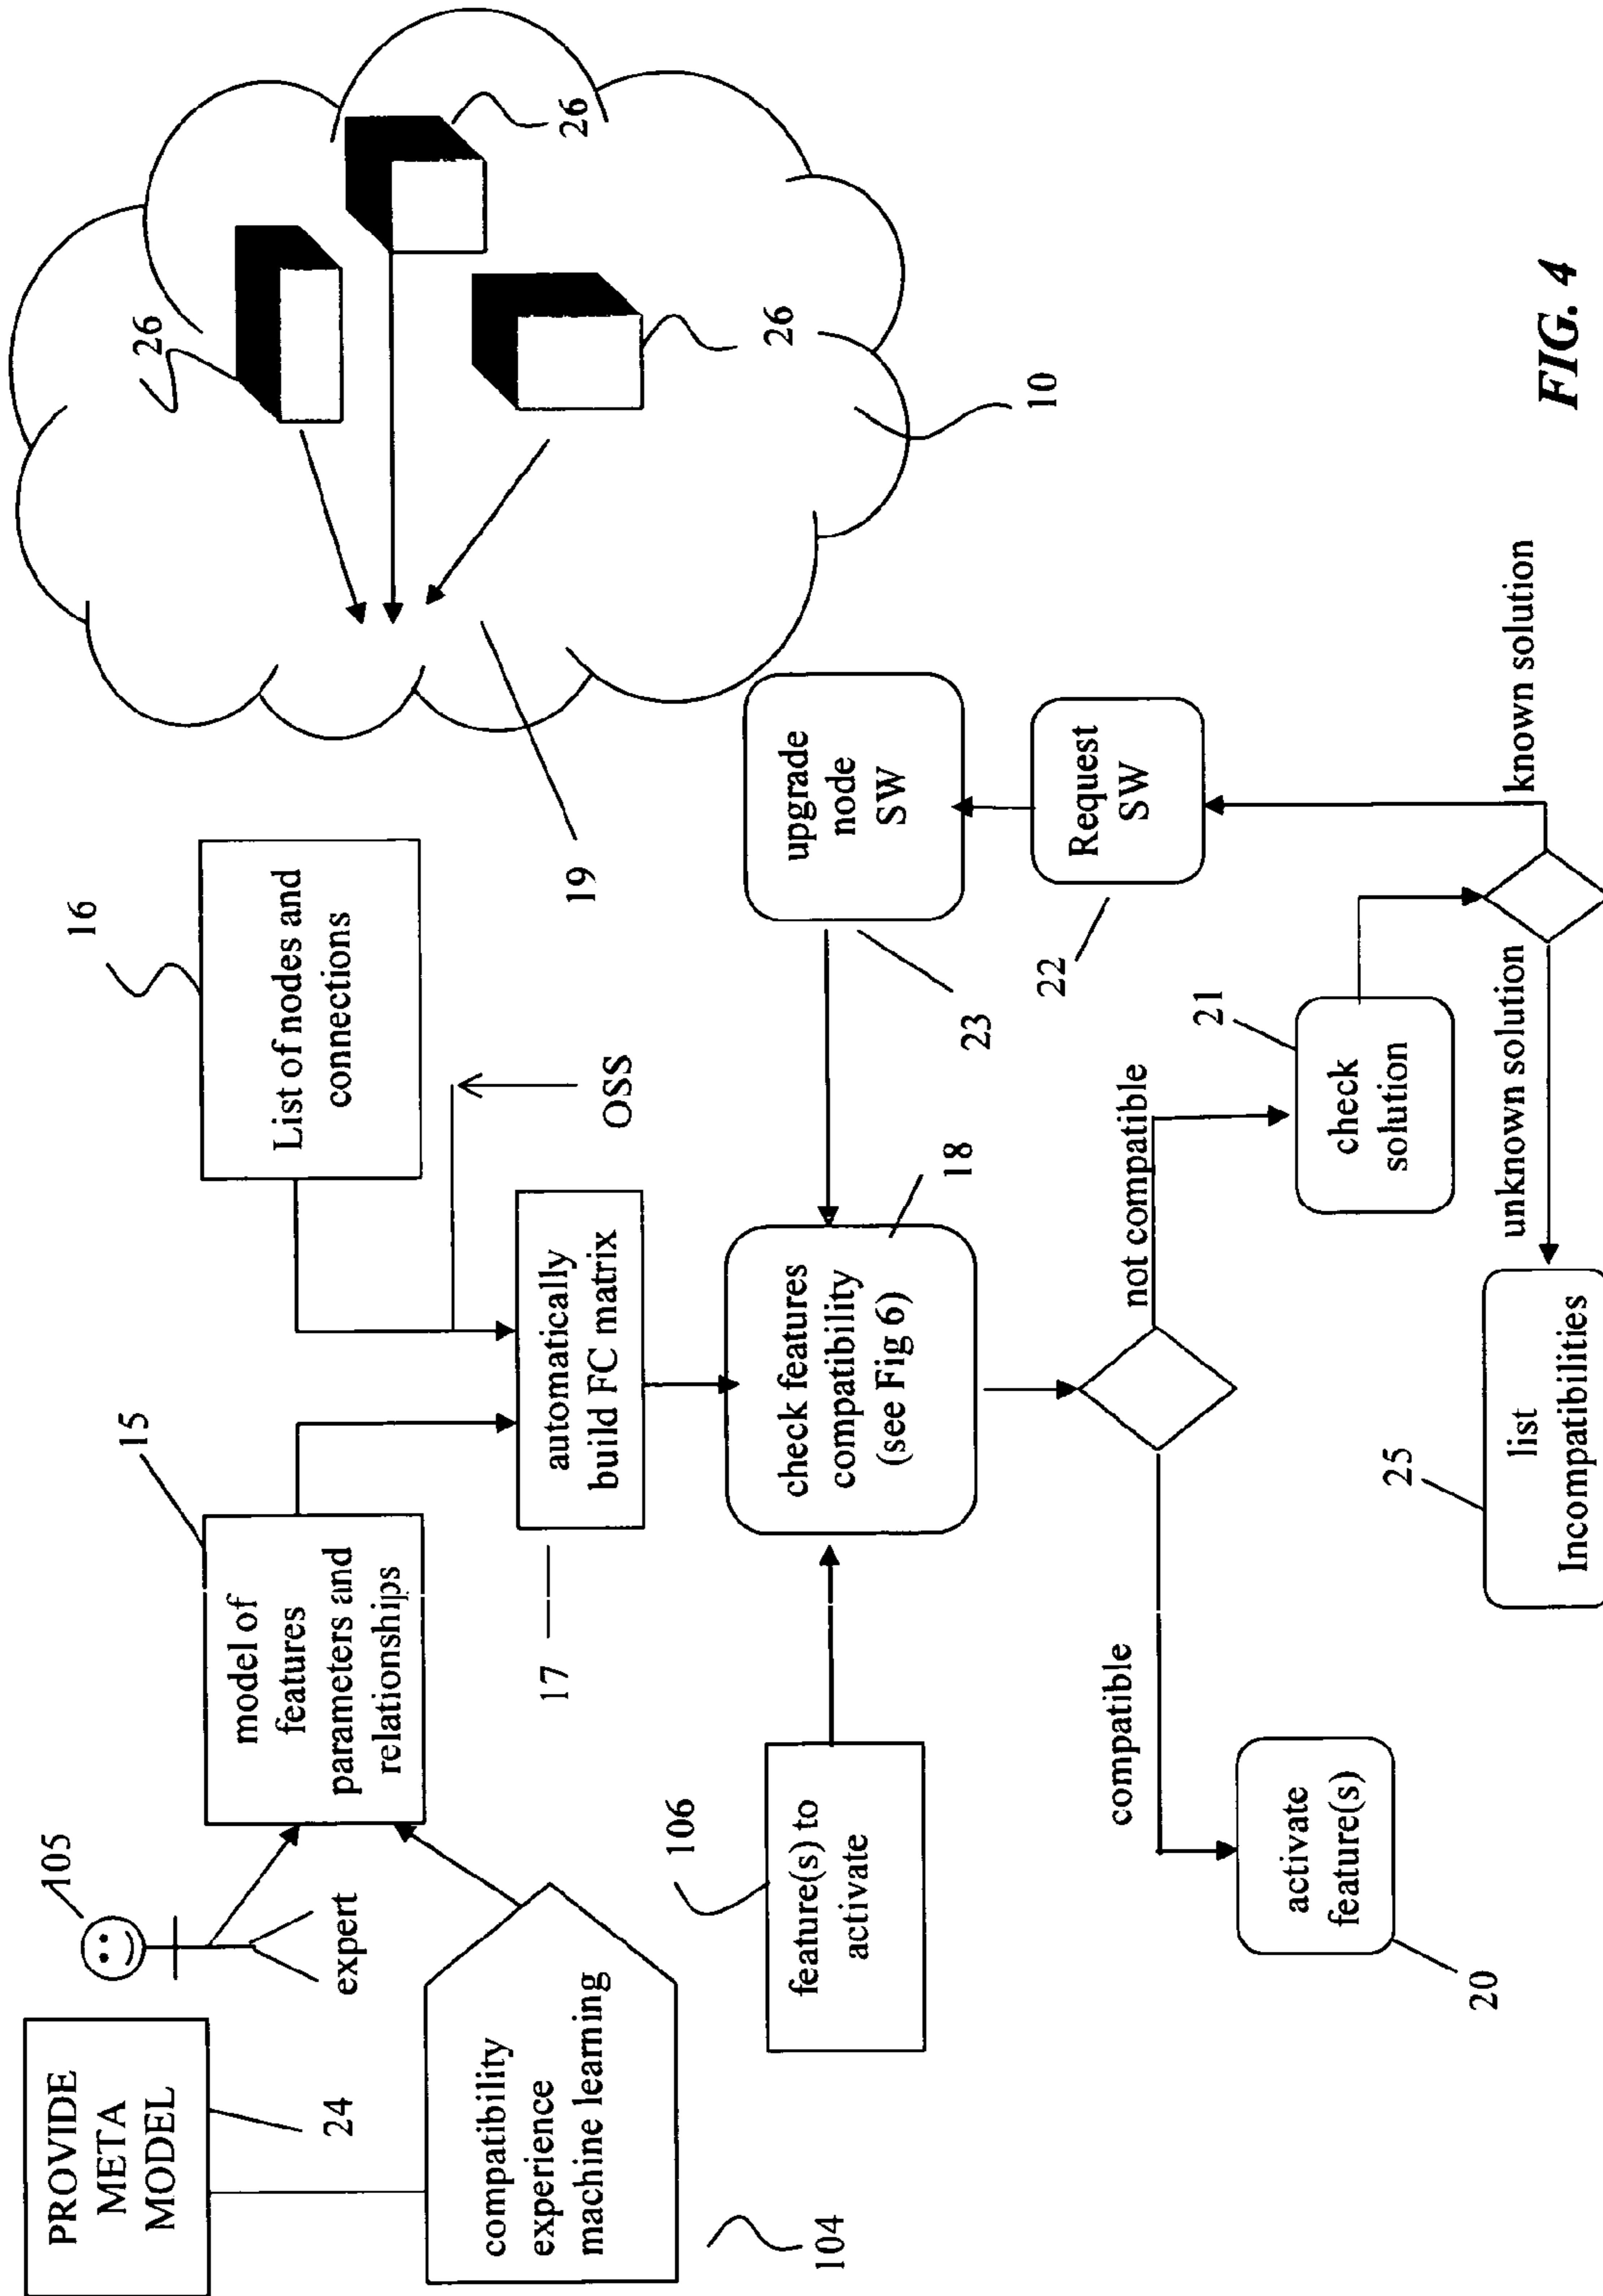 PROVIDE
META
MODEL
24
105
expert
compatibility
experience
machine learning
104
15
model of
features
parameters and
relationships
16
List of nodes and
connections
OSS
17
automatically
build FC matrix
106
feature(s) to
activate
check features
compatibility
(see Fig 6)
18
upgrade
node
SW
23
Request
SW
22
19
26
26
26
10
compatible
not compatible
activate
feature(s)
20
21
check
solution
unknown solution
known solution
25
list
Incompatibilities
FIG. 4